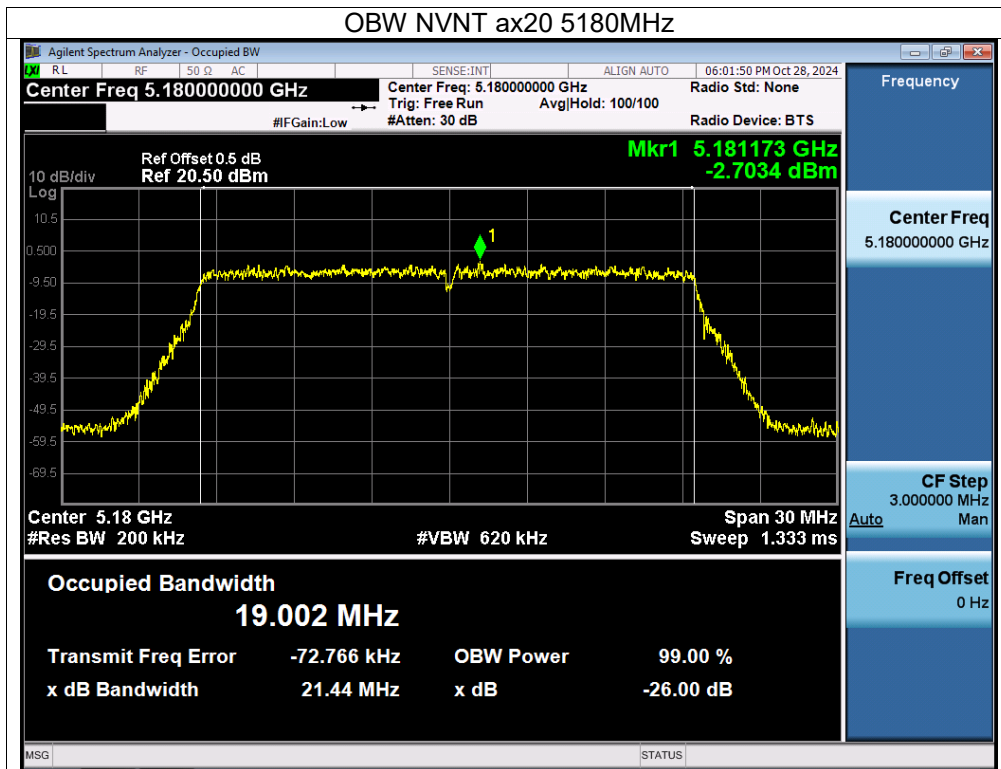 OBW NVNT ax20 5180MHz
Agilent Spectrum Analyzer - Occupied BW
LXI RL RF 50 Ω AC SENSE:INT ALIGN AUTO 06:01:50 PM Oct 28, 2024
Center Freq 5.180000000 GHz
Center Freq: 5.180000000 GHz Radio Std: None
Trig: Free Run Avg|Hold: 100/100
#IFGain:Low #Atten: 30 dB Radio Device: BTS
Frequency
Mkr1 5.181173 GHz
-2.7034 dBm
Ref Offset 0.5 dB
10 dB/div Ref 20.50 dBm
Log
10.5
0.500
-9.50
-19.5
-29.5
-39.5
-49.5
-59.5
-69.5
1
Center 5.18 GHz Span 30 MHz
#Res BW 200 kHz #VBW 620 kHz Sweep 1.333 ms
Center Freq
5.180000000 GHz
CF Step
3.000000 MHz
Auto Man
Freq Offset
0 Hz
Occupied Bandwidth
19.002 MHz
Transmit Freq Error -72.766 kHz OBW Power 99.00 %
x dB Bandwidth 21.44 MHz x dB -26.00 dB
MSG STATUS